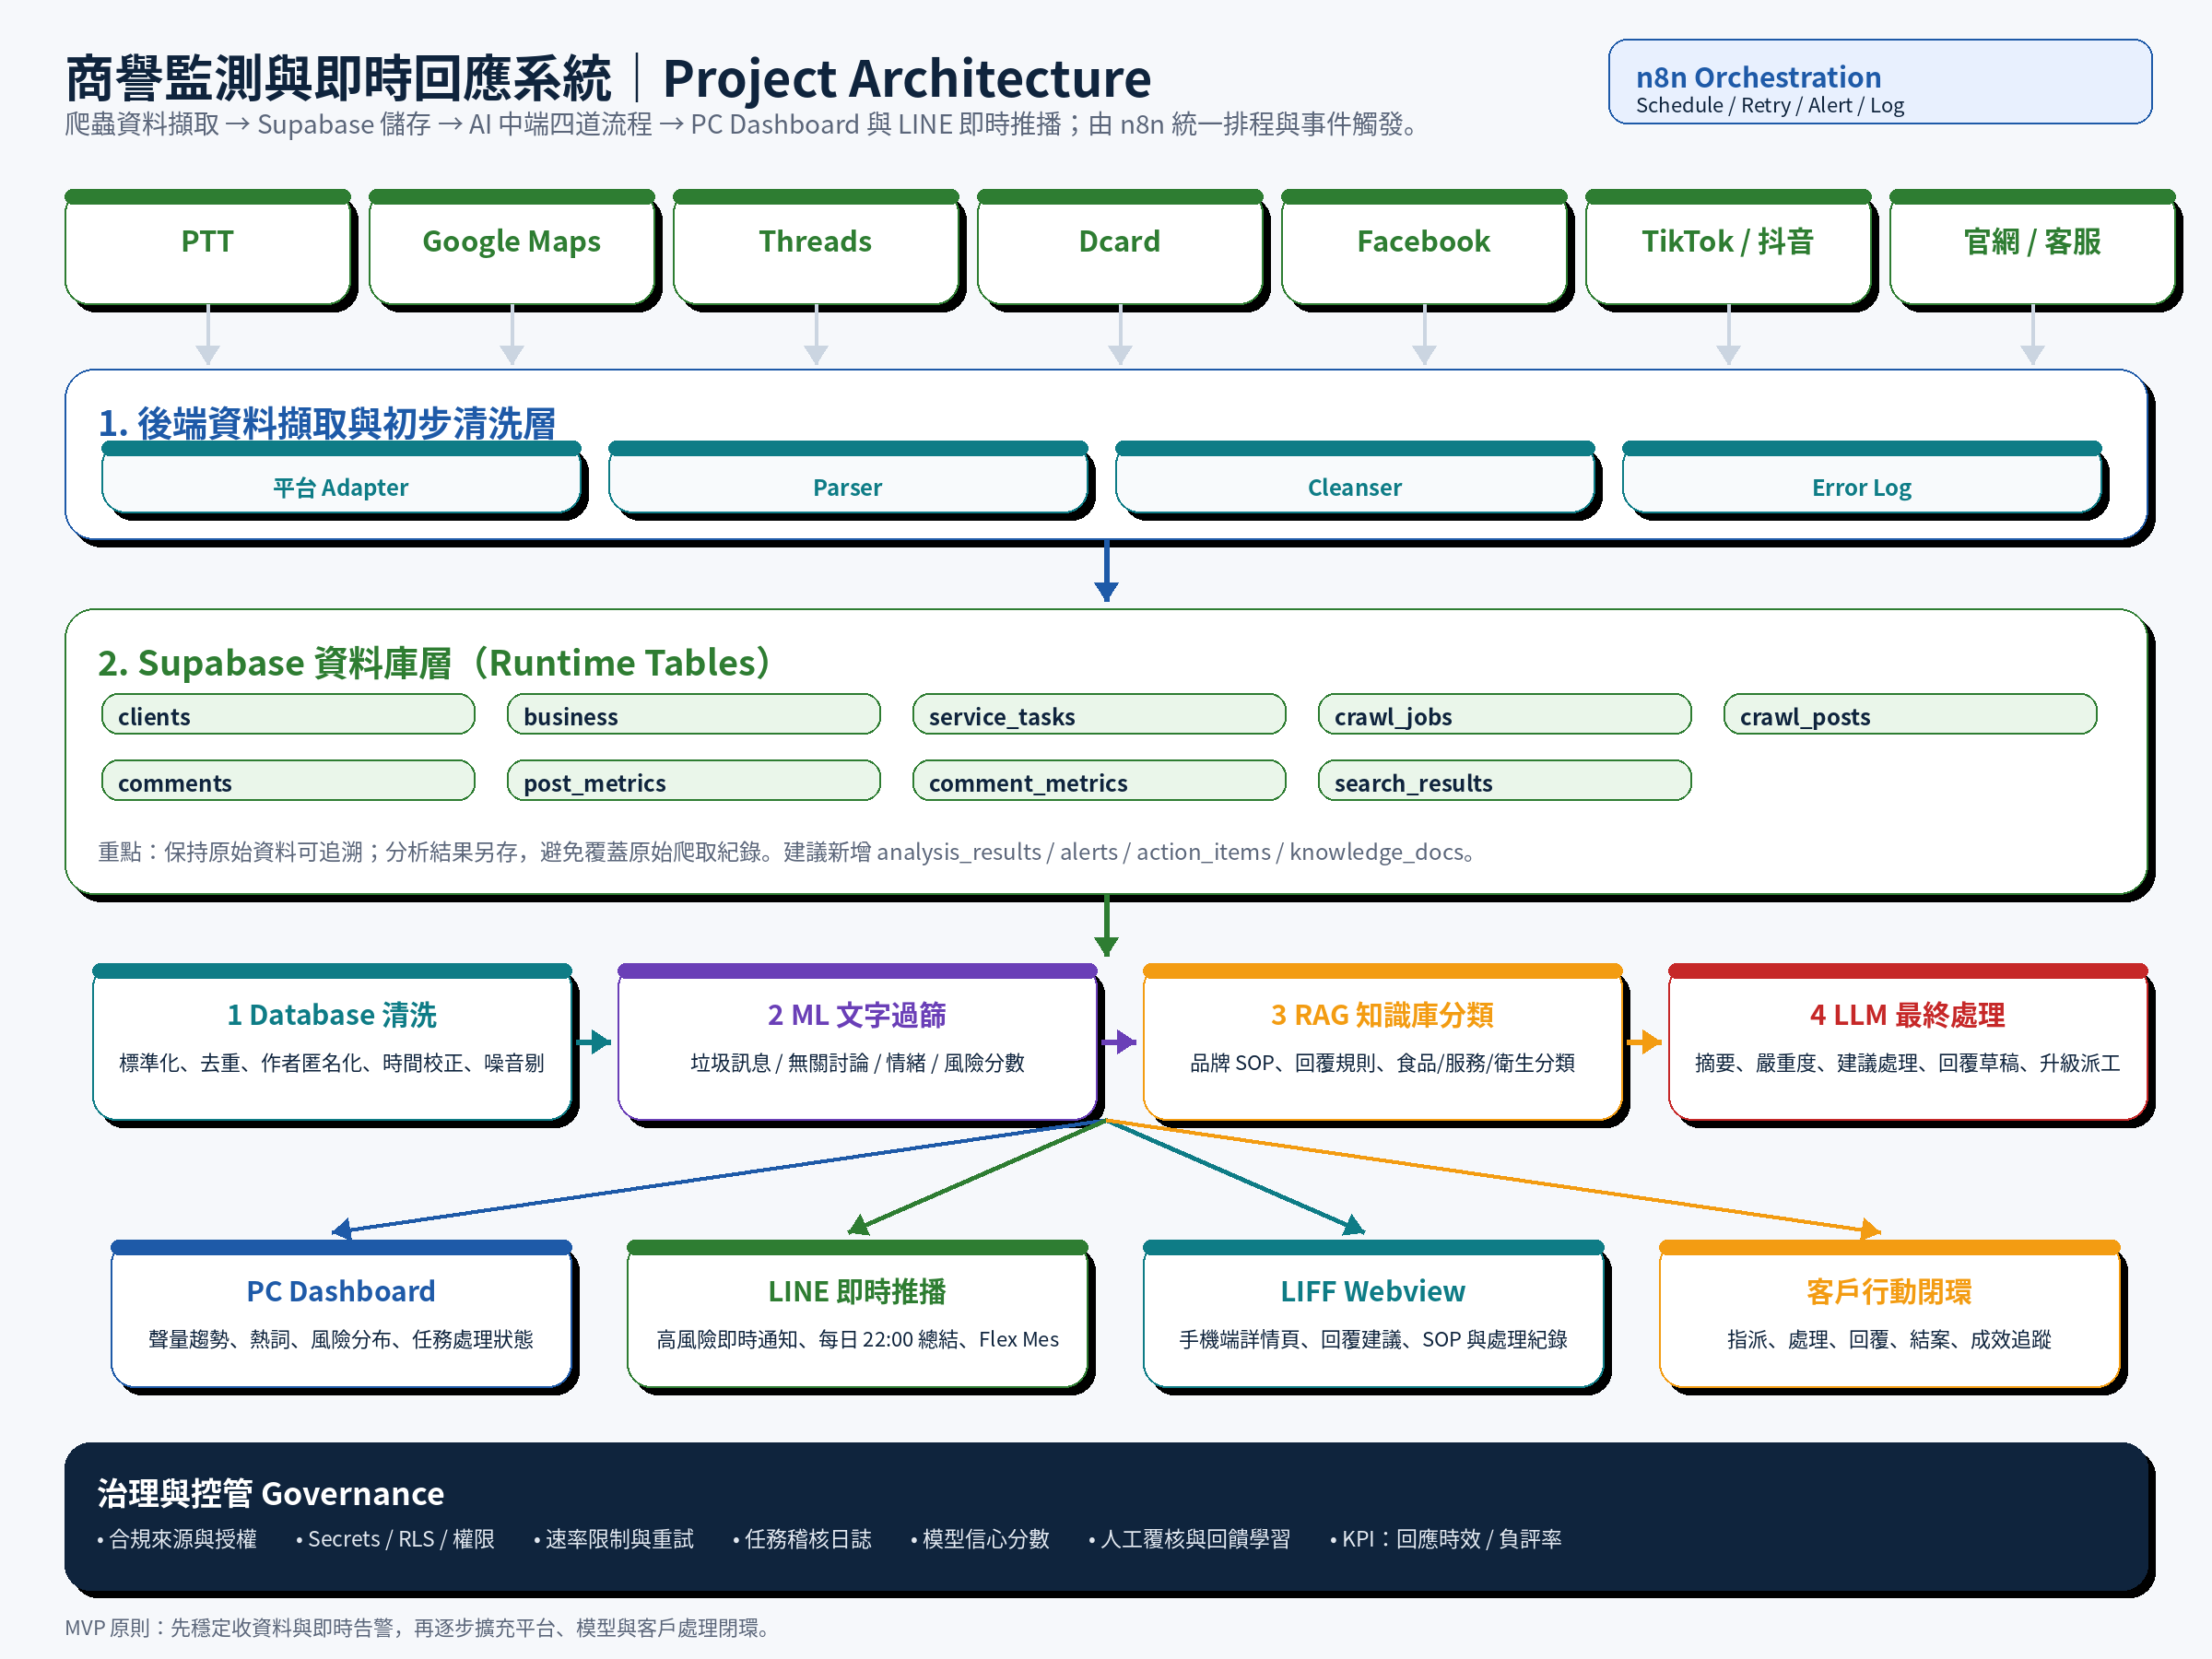 商譽監測與即時回應系統｜Project Architecture
爬蟲資料擷取 → Supabase 儲存 → AI 中端四道流程 → PC Dashboard 與 LINE 即時推播；由 n8n 統一排程與事件觸發。
n8n Orchestration
Schedule / Retry / Alert / Log
PTT
Google Maps
Threads
Dcard
Facebook
TikTok / 抖音
官網 / 客服
1. 後端資料擷取與初步清洗層
平台 Adapter
Parser
Cleanser
Error Log
2. Supabase 資料庫層（Runtime Tables）
clients
business
service_tasks
crawl_jobs
crawl_posts
comments
post_metrics
comment_metrics
search_results
重點：保持原始資料可追溯；分析結果另存，避免覆蓋原始爬取紀錄。建議新增 analysis_results / alerts / action_items / knowledge_docs。
1 Database 清洗
標準化、去重、作者匿名化、時間校正、噪音剔
2 ML 文字過篩
垃圾訊息 / 無關討論 / 情緒 / 風險分數
3 RAG 知識庫分類
品牌 SOP、回覆規則、食品/服務/衛生分類
4 LLM 最終處理
摘要、嚴重度、建議處理、回覆草稿、升級派工
PC Dashboard
聲量趨勢、熱詞、風險分布、任務處理狀態
LINE 即時推播
高風險即時通知、每日 22:00 總結、Flex Mes
LIFF Webview
手機端詳情頁、回覆建議、SOP 與處理紀錄
客戶行動閉環
指派、處理、回覆、結案、成效追蹤
治理與控管 Governance
• 合規來源與授權
• Secrets / RLS / 權限
• 速率限制與重試
• 任務稽核日誌
• 模型信心分數
• 人工覆核與回饋學習
• KPI：回應時效 / 負評率
MVP 原則：先穩定收資料與即時告警，再逐步擴充平台、模型與客戶處理閉環。